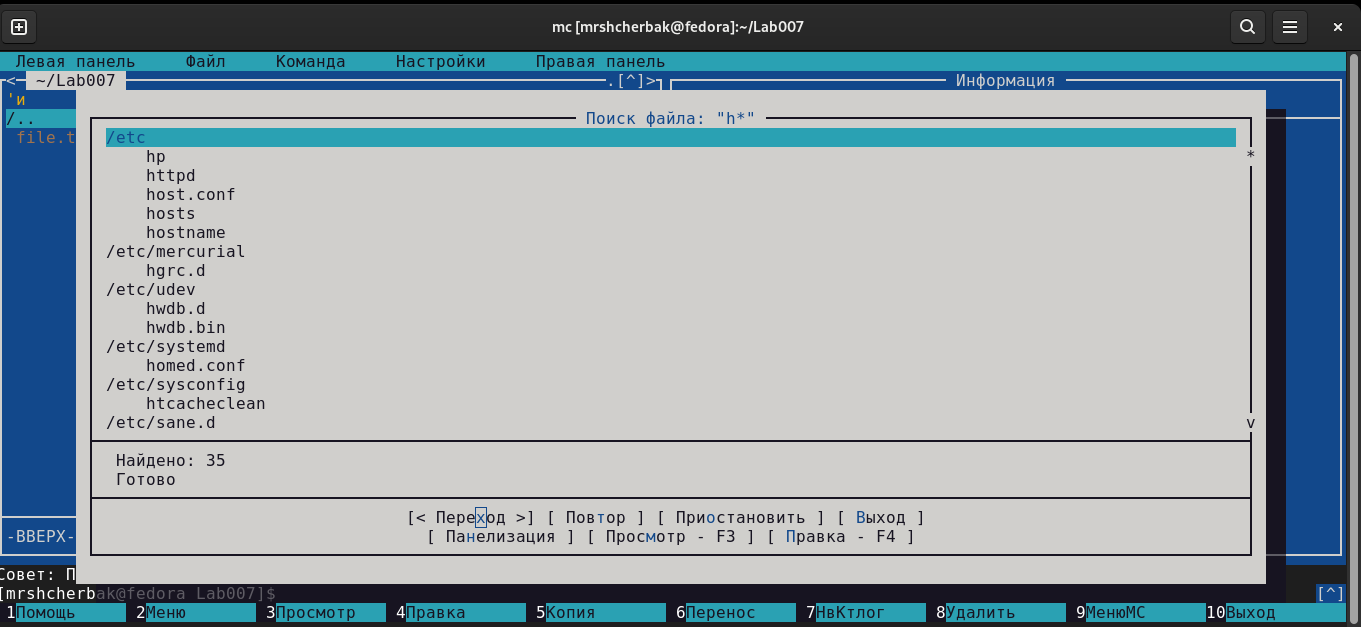 mc [mrshcherbak@fedora]:~/Lab007
Левая панель Файл Команда Настройки Правая панель
<- ~/Lab007 .[^]> Информация
'и
/..
file.t
Поиск файла: "h*"
/etc
hp *
httpd
host.conf
hosts
hostname
/etc/mercurial
hgrc.d
/etc/udev
hwdb.d
hwdb.bin
/etc/systemd
homed.conf
/etc/sysconfig
htcacheclean
/etc/sane.d v
Найдено: 35
Готово
[< Переход >] [ Повтор ] [ Приостановить ] [ Выход ]
[ Панелизация ] [ Просмотр - F3 ] [ Правка - F4 ]
-ВВЕРХ-
Совет: П
[mrshcherbak@fedora Lab007]$ [^]
1Помощь 2Меню 3Просмотр 4Правка 5Копия 6Перенос 7НвКтлог 8Удалить 9МенюМС 10Выход